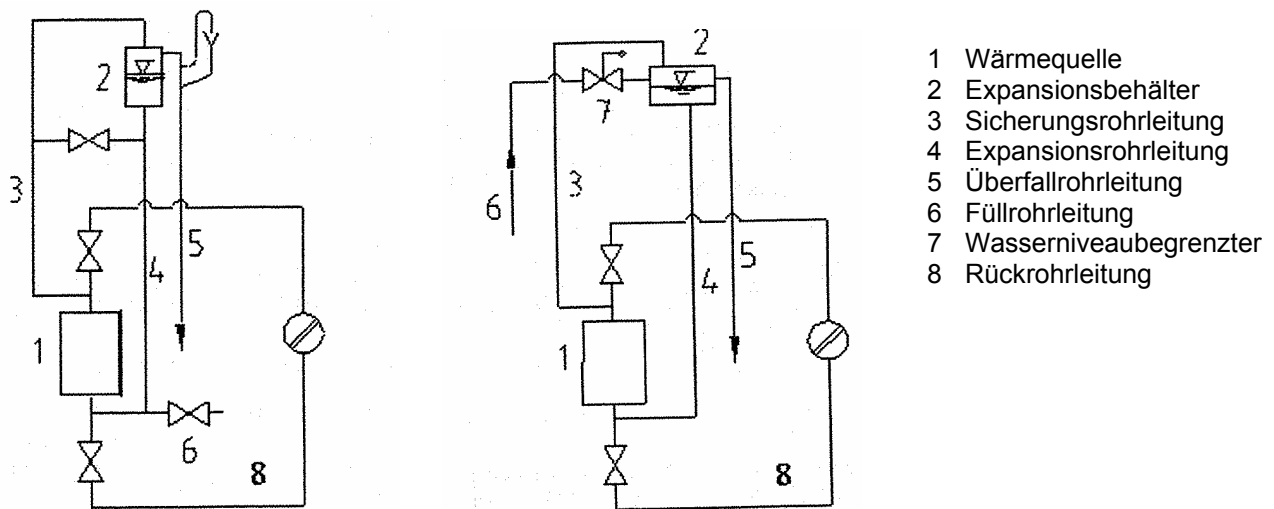 2
3
4
5
1
6
8
2
7
3
6
5
4
1
8
1 Wärmequelle
2 Expansionsbehälter
3 Sicherungsrohrleitung
4 Expansionsrohrleitung
5 Überfallrohrleitung
6 Füllrohrleitung
7 Wasserniveaubegrenzter
8 Rückrohrleitung